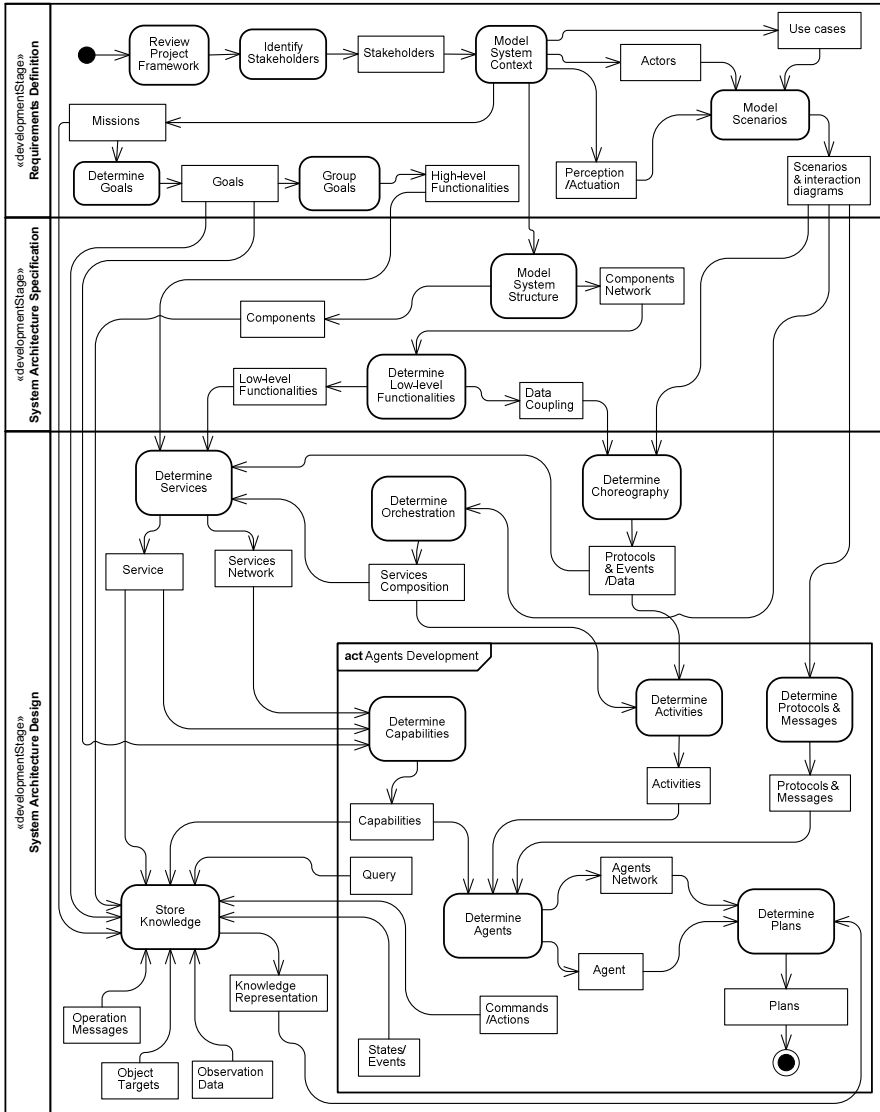 «developmentStage»
Requirements Definition
Review
Project
Framework
Identify
Stakeholders
Stakeholders
Model
System
Context
Use cases
Actors
Model
Scenarios
Missions
Perception
/Actuation
Scenarios
& interaction
diagrams
Determine
Goals
Goals
Group
Goals
High-level
Functionalities
«developmentStage»
System Architecture Specification
Model
System
Structure
Components
Network
Components
Determine
Low-level
Functionalities
Low-level
Functionalities
Data
Coupling
«developmentStage»
System Architecture Design
Determine
Services
Determine
Orchestration
Determine
Choreography
Service
Services
Network
Services
Composition
Protocols
& Events
/Data
act Agents Development
Determine
Capabilities
Determine
Activities
Determine
Protocols &
Messages
Activities
Protocols &
Messages
Capabilities
Query
Agents
Network
Store
Knowledge
Determine
Agents
Determine
Plans
Agent
Knowledge
Representation
Commands
/Actions
Plans
Operation
Messages
States/
Events
Object
Targets
Observation
Data